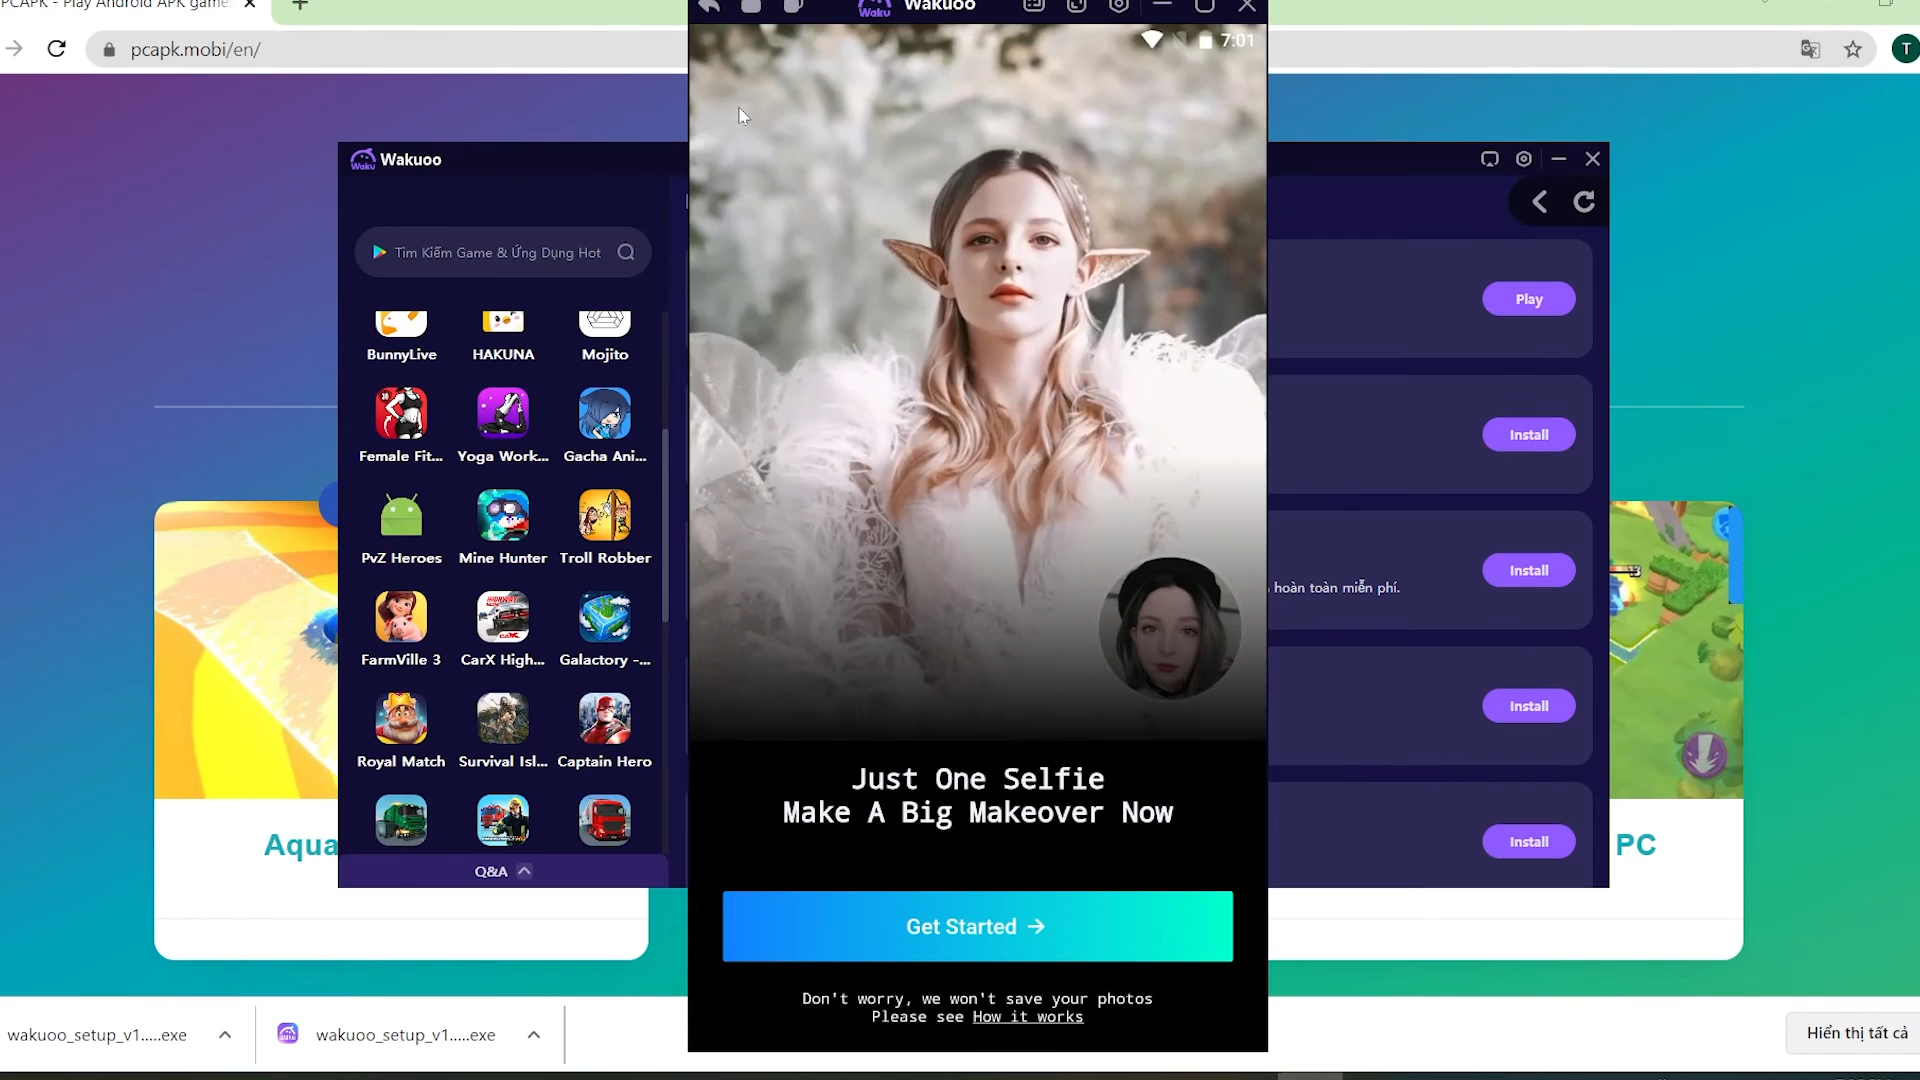 PCAPK - Play Android APK game
pcapk.mobi/en/
T
Wakuoo
7:01
Waku
Wakuoo
Tìm Kiếm Game & Ứng Dụng Hot
BunnyLive HAKUNA Mojito
Female Fit... Yoga Work... Gacha Ani...
PvZ Heroes Mine Hunter Troll Robber
FarmVille 3 CarX High... Galactory -...
Royal Match Survival Isl... Captain Hero
Q&A
Play
Install
Install
hoàn toàn miễn phí.
Install
Install
Aqua
PC
Just One Selfie
Make A Big Makeover Now
Get Started →
Don't worry, we won't save your photos
Please see How it works
wakuoo_setup_v1.....exe
wakuoo_setup_v1.....exe
Hiển thị tất cả